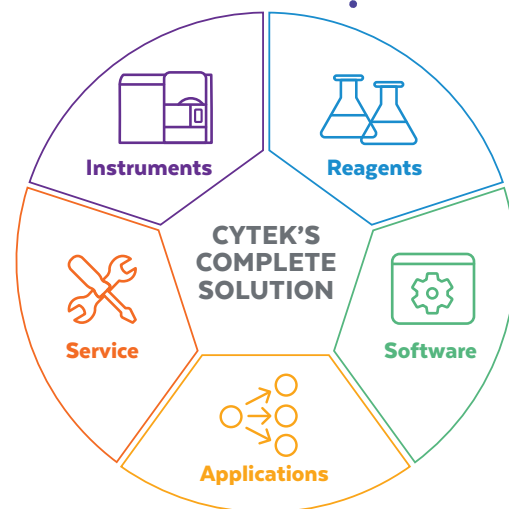 Instruments
Reagents
CYTEK'S
COMPLETE
SOLUTION
Service
Software
Applications